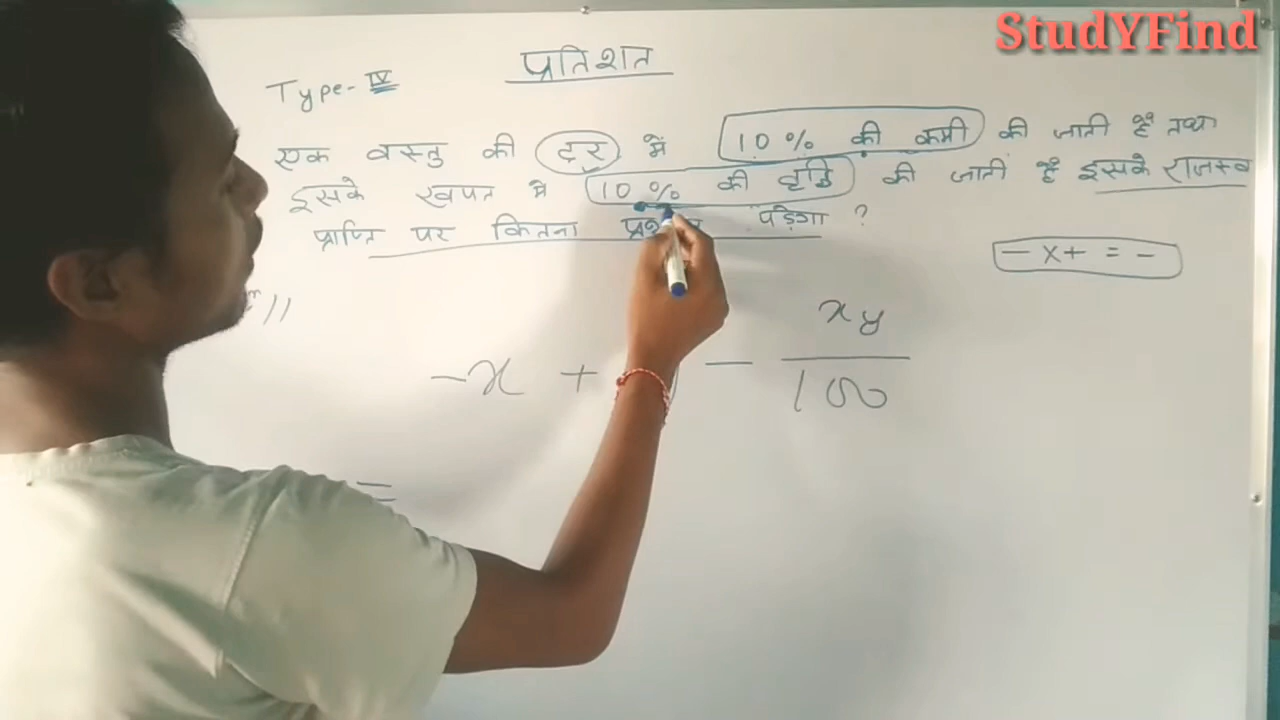 StudYFind
प्रतिशत
Type- IV
एक वस्तु की दर में 10% की कमी की जाती है तथा
इसके खपत मे 10% की वृद्धि की जाती है इसके राजस्व
प्राप्ति पर कितना पड़ेगा ?
- x + = -
-x + - xy
100
=